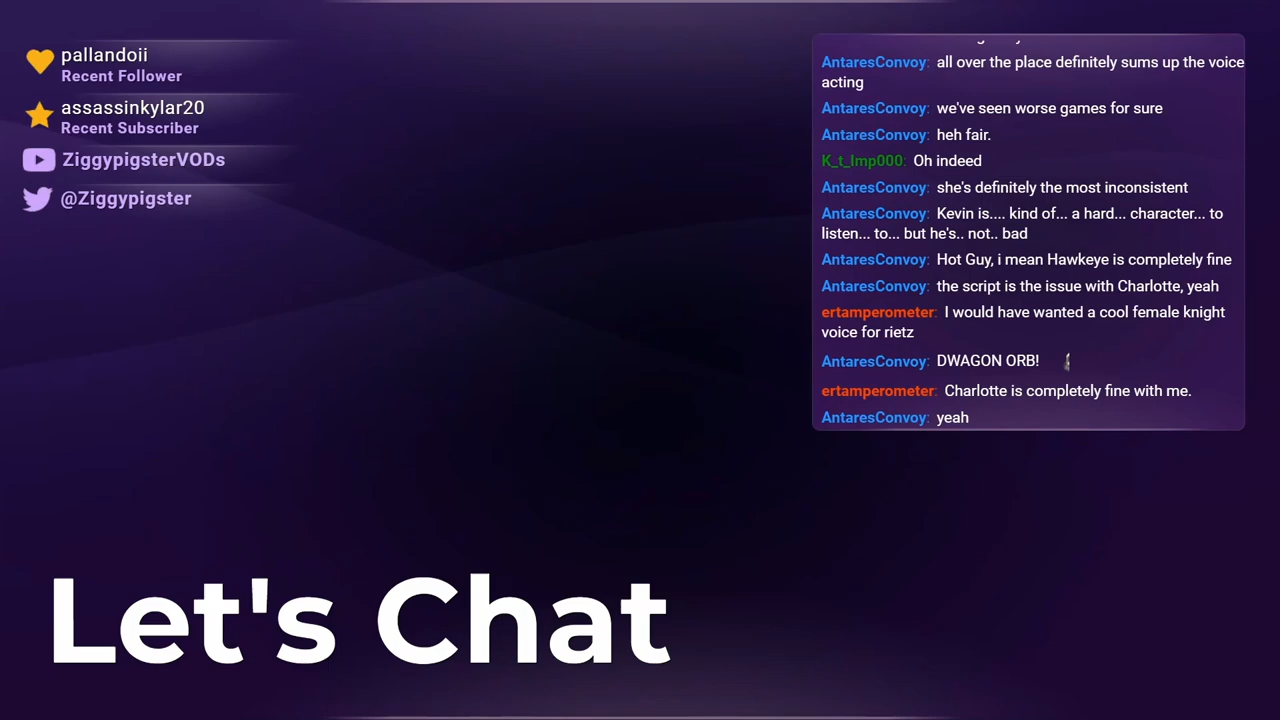 pallandoii
Recent Follower
assassinkylar20
Recent Subscriber
ZiggypigsterVODs
@Ziggypigster
AntaresConvoy: all over the place definitely sums up the voice
acting
AntaresConvoy: we've seen worse games for sure
AntaresConvoy: heh fair.
K_t_Imp000: Oh indeed
AntaresConvoy: she's definitely the most inconsistent
AntaresConvoy: Kevin is.... kind of... a hard... character... to
listen... to... but he's.. not.. bad
AntaresConvoy: Hot Guy, i mean Hawkeye is completely fine
AntaresConvoy: the script is the issue with Charlotte, yeah
ertamperometer: I would have wanted a cool female knight
voice for rietz
AntaresConvoy: DWAGON ORB!
ertamperometer: Charlotte is completely fine with me.
AntaresConvoy: yeah
Let's Chat